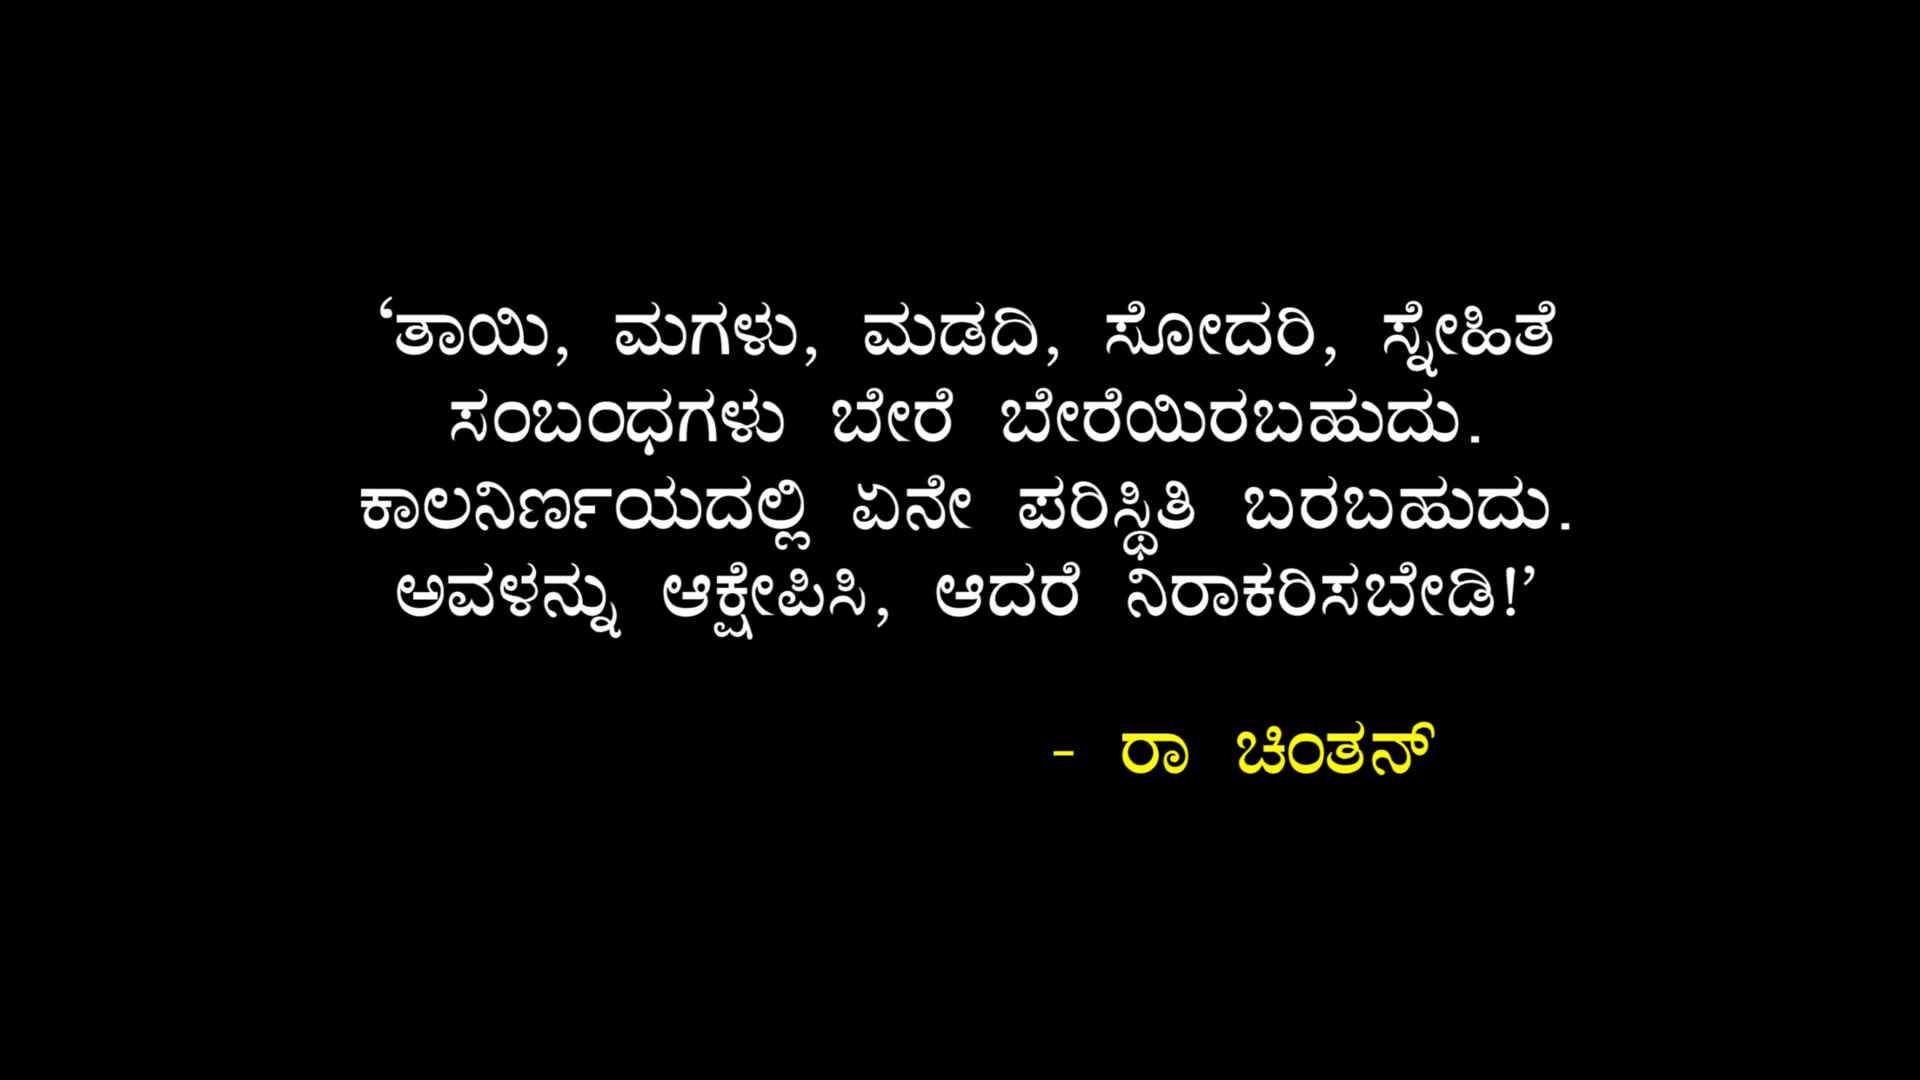 ‘ತಾಯಿ, ಮಗಳು, ಮಡದಿ, ಸೋದರಿ, ಸ್ನೇಹಿತೆ
ಸಂಬಂಧಗಳು ಬೇರೆ ಬೇರೆಯಿರಬಹುದು.
ಕಾಲನಿರ್ಣಯದಲ್ಲಿ ಏನೇ ಪರಿಸ್ಥಿತಿ ಬರಬಹುದು.
ಅವಳನ್ನು ಆಕ್ಷೇಪಿಸಿ, ಆದರೆ ನಿರಾಕರಿಸಬೇಡಿ!’
- ರಾ ಚಿಂತನ್